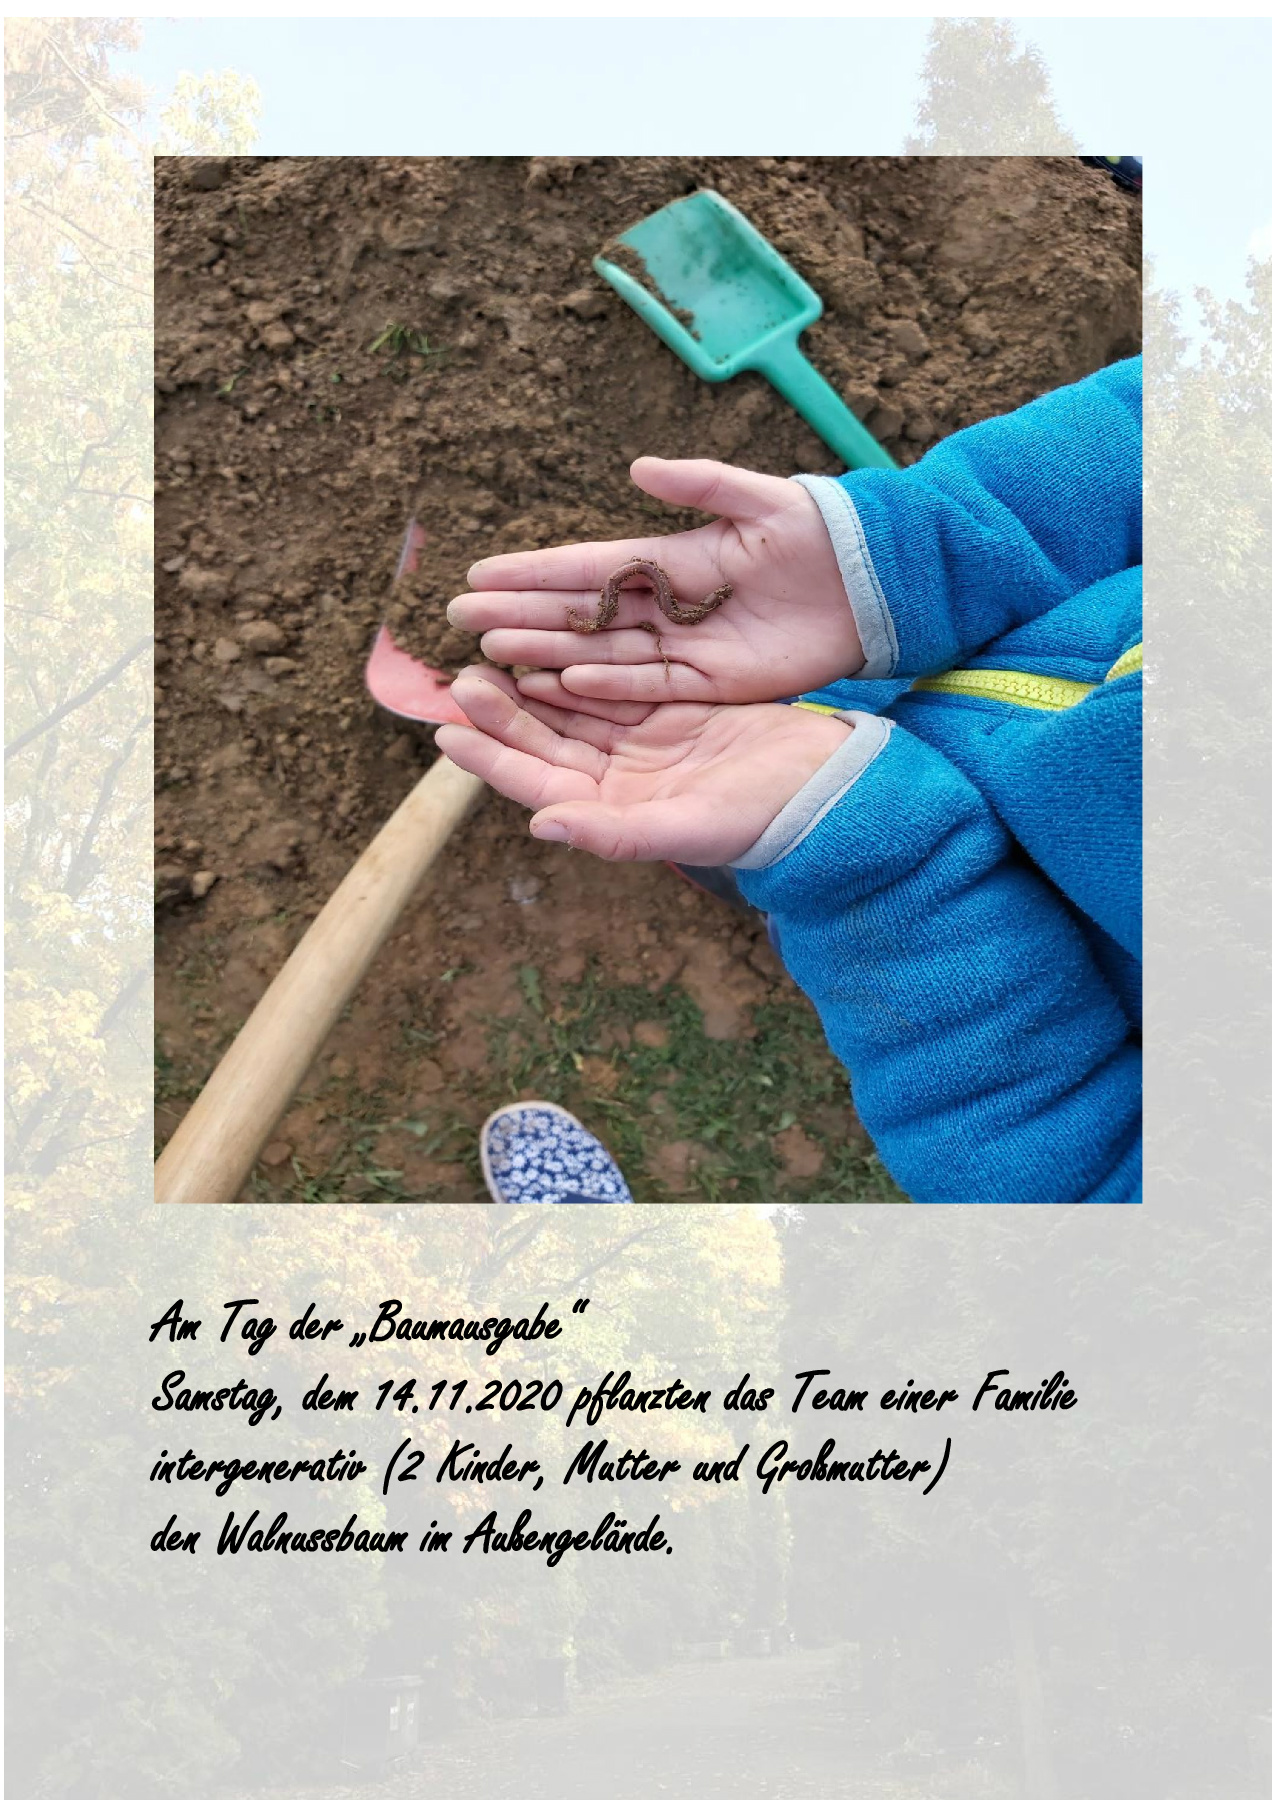 Am Tag der „Baumausgabe“
Samstag, dem 14.11.2020 pflanzten das Team einer Familie
intergenerativ (2 Kinder, Mutter und Großmutter)
den Walnussbaum im Außengelände.